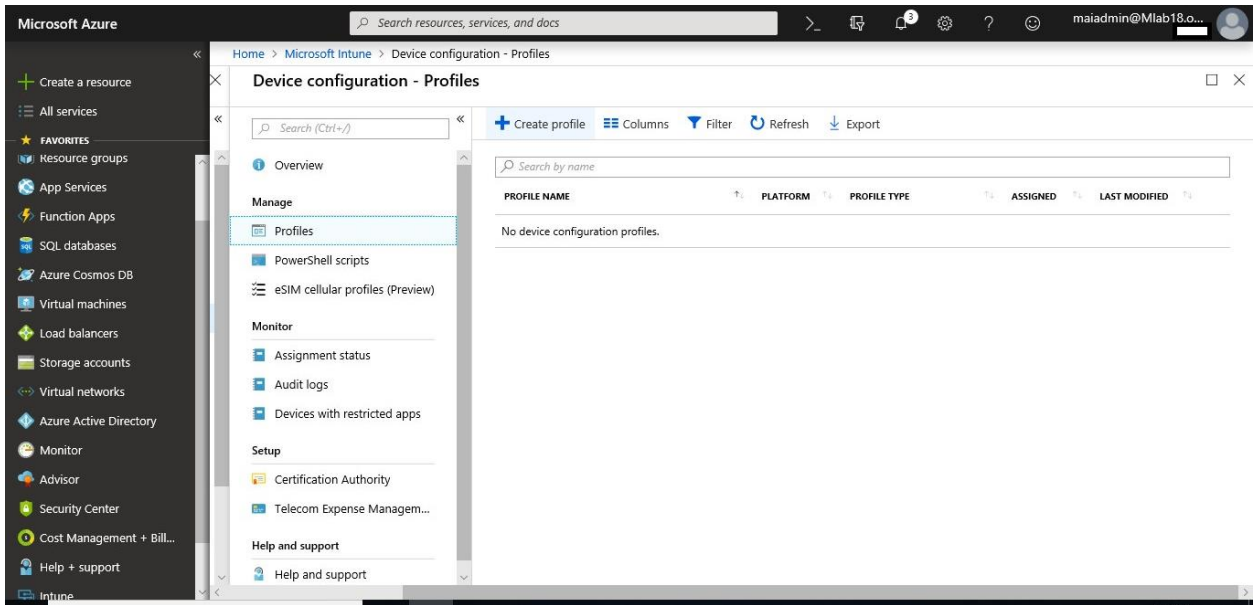 Microsoft Azure
Search resources, services, and docs
3
maiadmin@Mlab18.o...
Home > Microsoft Intune > Device configuration - Profiles
Create a resource
All services
FAVORITES
Resource groups
App Services
Function Apps
SQL databases
Azure Cosmos DB
Virtual machines
Load balancers
Storage accounts
Virtual networks
Azure Active Directory
Monitor
Advisor
Security Center
Cost Management + Bill...
Help + support
Intune
Device configuration - Profiles
Search (Ctrl+/)
Overview
Manage
Profiles
PowerShell scripts
eSIM cellular profiles (Preview)
Monitor
Assignment status
Audit logs
Devices with restricted apps
Setup
Certification Authority
Telecom Expense Managem...
Help and support
Help and support
Create profile Columns Filter Refresh Export
Search by name
PROFILE NAME PLATFORM PROFILE TYPE ASSIGNED LAST MODIFIED
No device configuration profiles.